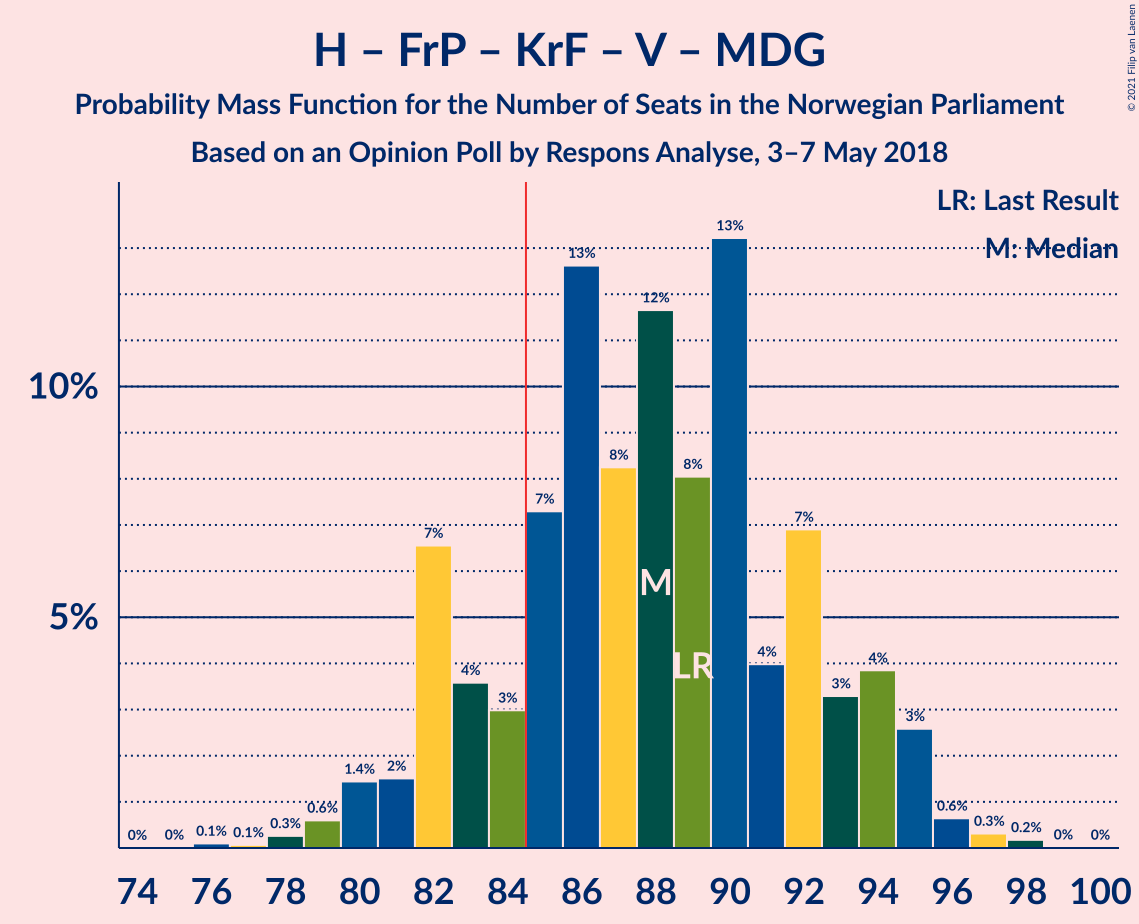 H – FrP – KrF – V – MDG
Probability Mass Function for the Number of Seats in the Norwegian Parliament
Based on an Opinion Poll by Respons Analyse, 3–7 May 2018
© 2021 Filip van Laenen
LR: Last Result
M: Median
10%
5%
0% 0% 0.1% 0.1% 0.3% 0.6% 1.4% 2% 7% 4% 3% 7% 13% 8% 12% 8% 13% 4% 7% 3% 4% 3% 0.6% 0.3% 0.2% 0% 0%
M
LR
74 76 78 80 82 84 86 88 90 92 94 96 98 100